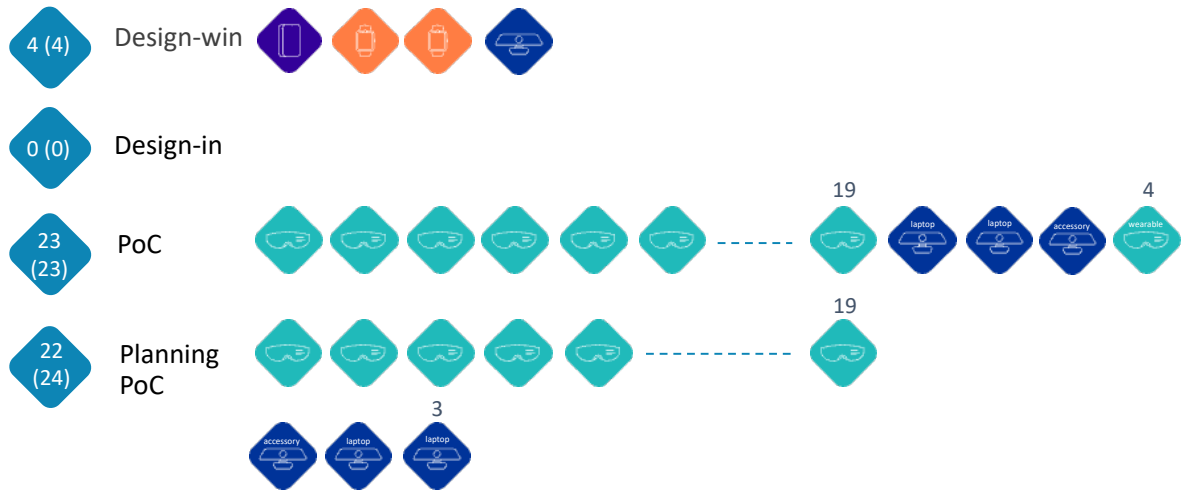 4 (4)
Design-win
0 (0)
Design-in
19
4
23
(23)
PoC
laptop
laptop
accessory
wearable
19
22
(24)
Planning
PoC
3
accessory
laptop
laptop